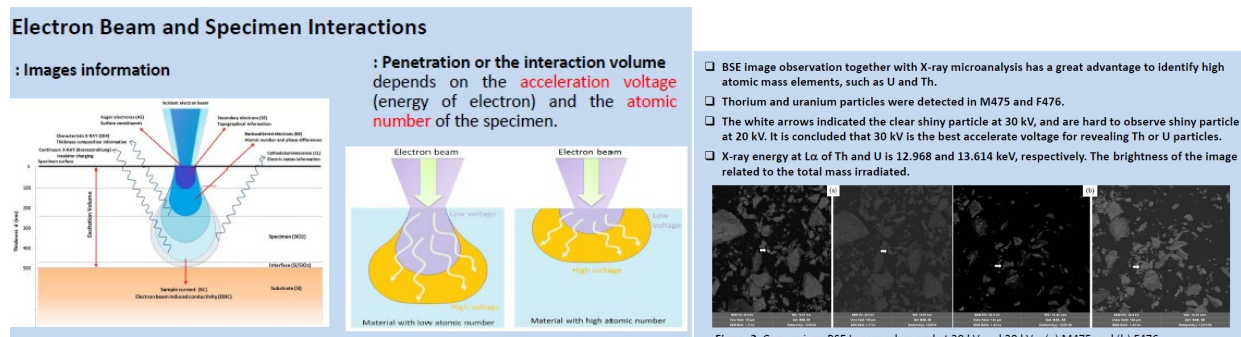 Electron Beam and Specimen Interactions
: Images information
Incident electron beam
Auger electrons (AE)
Surface constituents
Secondary electrons (SE)
Topographical information
Characteristic X-RAY (EDX)
Thickness composition information
Backscattered electrons (BE)
Atomic number and phase differences
Continuum X-RAY (Bremsstrahlung)
Insulator charging
Cathodoluminescence (CL)
Electric states information
Specimen surface
0
100
200
300
400
500
Thickness d (nm)
Excitation Volume
Specimen (SiO2)
Interface (Si/SiO2)
Substrate (Si)
Sample current (SC)
Electron beam induced conductivity (EBIC)
: Penetration or the interaction volume
depends on the acceleration voltage
(energy of electron) and the atomic
number of the specimen.
Electron beam
Low voltage
High voltage
Material with low atomic number
Electron beam
Low
voltage
High voltage
Material with high atomic number
❑ BSE image observation together with X-ray microanalysis has a great advantage to identify high
atomic mass elements, such as U and Th.
❑ Thorium and uranium particles were detected in M475 and F476.
❑ The white arrows indicated the clear shiny particle at 30 kV, and are hard to observe shiny particle
at 20 kV. It is concluded that 30 kV is the best accelerate voltage for revealing Th or U particles.
❑ X-ray energy at Lα of Th and U is 12.968 and 13.614 keV, respectively. The brightness of the image
related to the total mass irradiated.
(a)
(b)